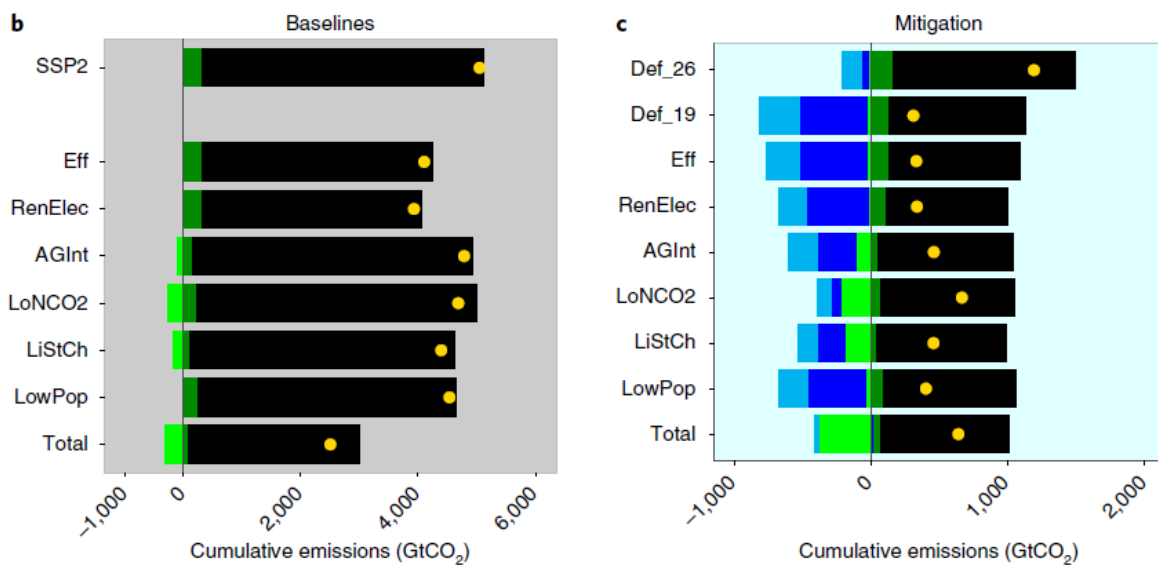 b
Baselines
SSP2
Eff
RenElec
AGInt
LoNCO2
LiStCh
LowPop
Total
–1,000
0
2,000
4,000
6,000
Cumulative emissions (GtCO₂)
c
Mitigation
Def_26
Def_19
Eff
RenElec
AGInt
LoNCO2
LiStCh
LowPop
Total
–1,000
0
1,000
2,000
Cumulative emissions (GtCO₂)